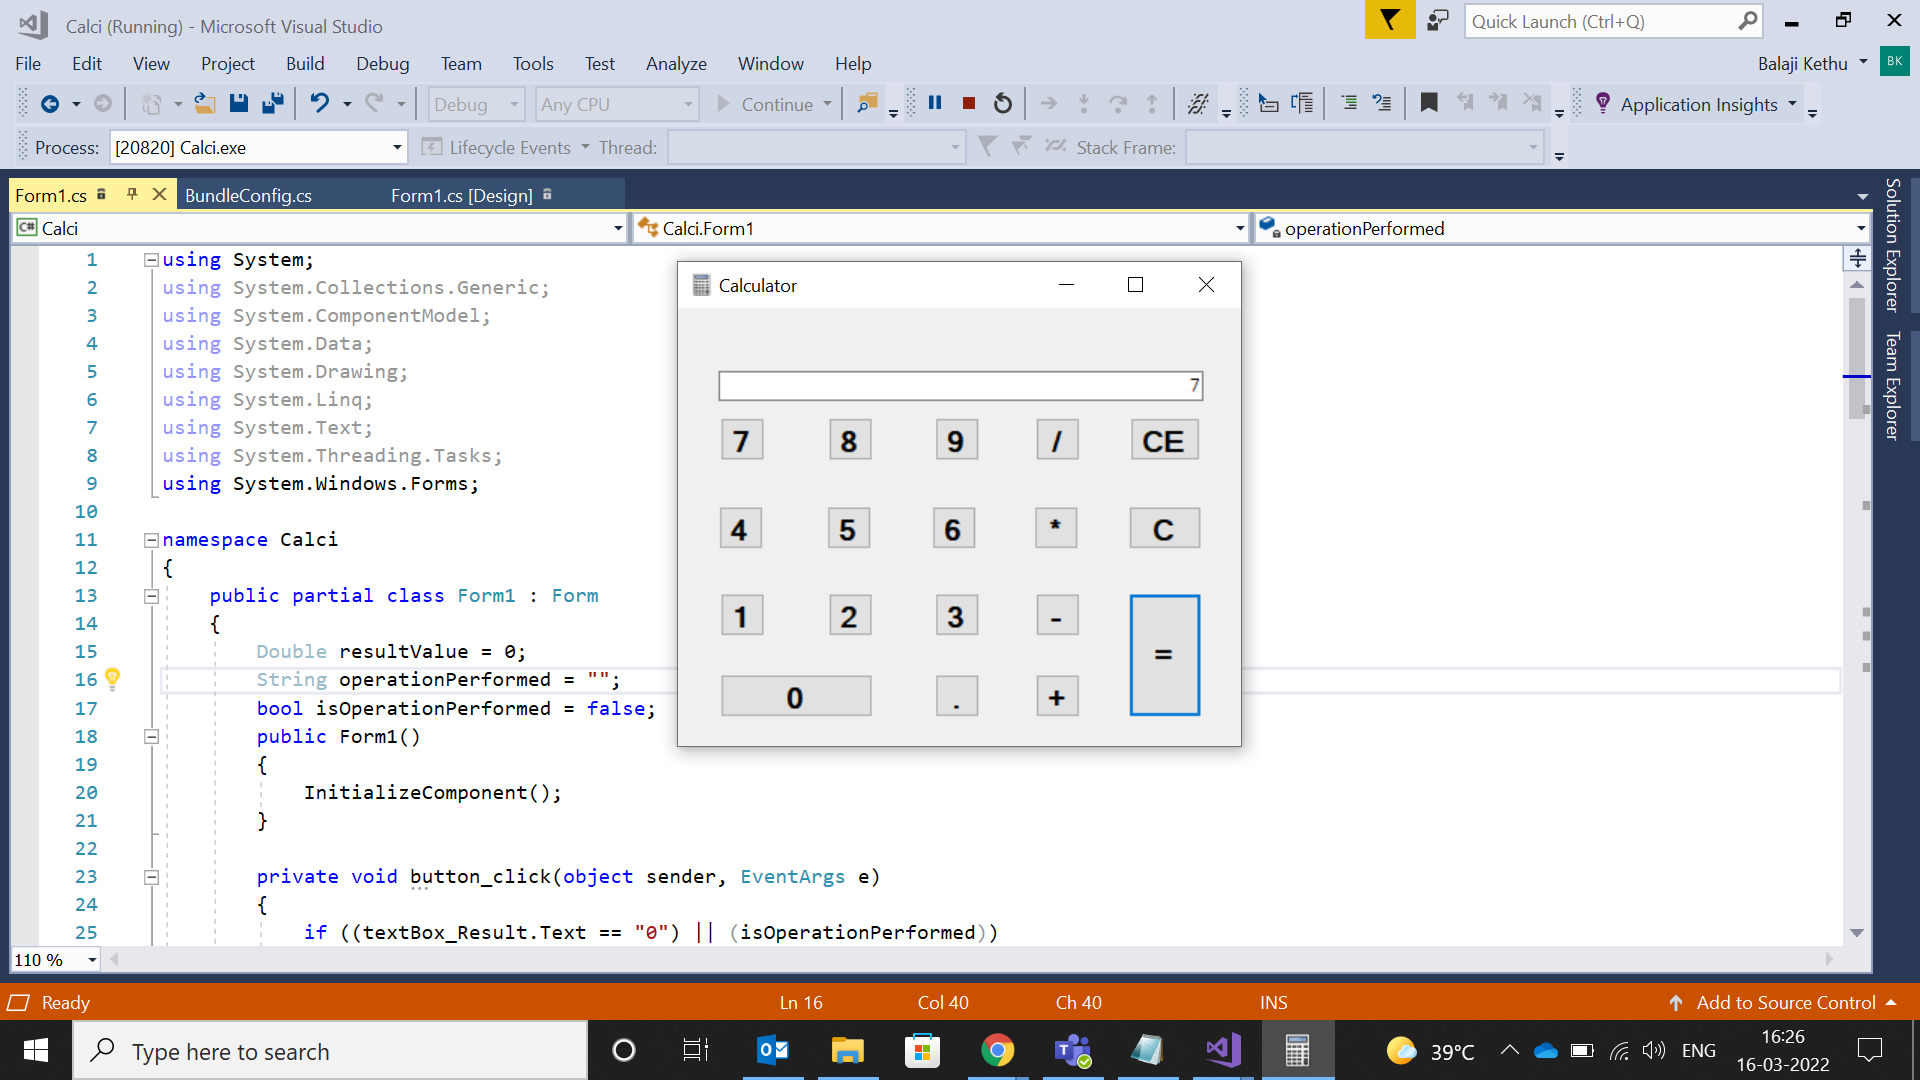 Calci (Running) - Microsoft Visual Studio
Quick Launch (Ctrl+Q)
File Edit View Project Build Debug Team Tools Test Analyze Window Help
Balaji Kethu BK
Debug Any CPU Continue Application Insights
Process: [20820] Calci.exe Lifecycle Events Thread: Stack Frame:
Form1.cs BundleConfig.cs Form1.cs [Design]
C# Calci Calci.Form1 operationPerformed
1 using System;
2 using System.Collections.Generic;
3 using System.ComponentModel;
4 using System.Data;
5 using System.Drawing;
6 using System.Linq;
7 using System.Text;
8 using System.Threading.Tasks;
9 using System.Windows.Forms;
10
11 namespace Calci
12 {
13 public partial class Form1 : Form
14 {
15 Double resultValue = 0;
16 String operationPerformed = "";
17 bool isOperationPerformed = false;
18 public Form1()
19 {
20 InitializeComponent();
21 }
22
23 private void button_click(object sender, EventArgs e)
24 {
25 if ((textBox_Result.Text == "0") || (isOperationPerformed))
Calculator
7
7 8 9 / CE
4 5 6 * C
1 2 3 -
=
0 . +
Solution Explorer
Team Explorer
110 %
Ready Ln 16 Col 40 Ch 40 INS Add to Source Control
Type here to search
39°C ENG 16:26
16-03-2022